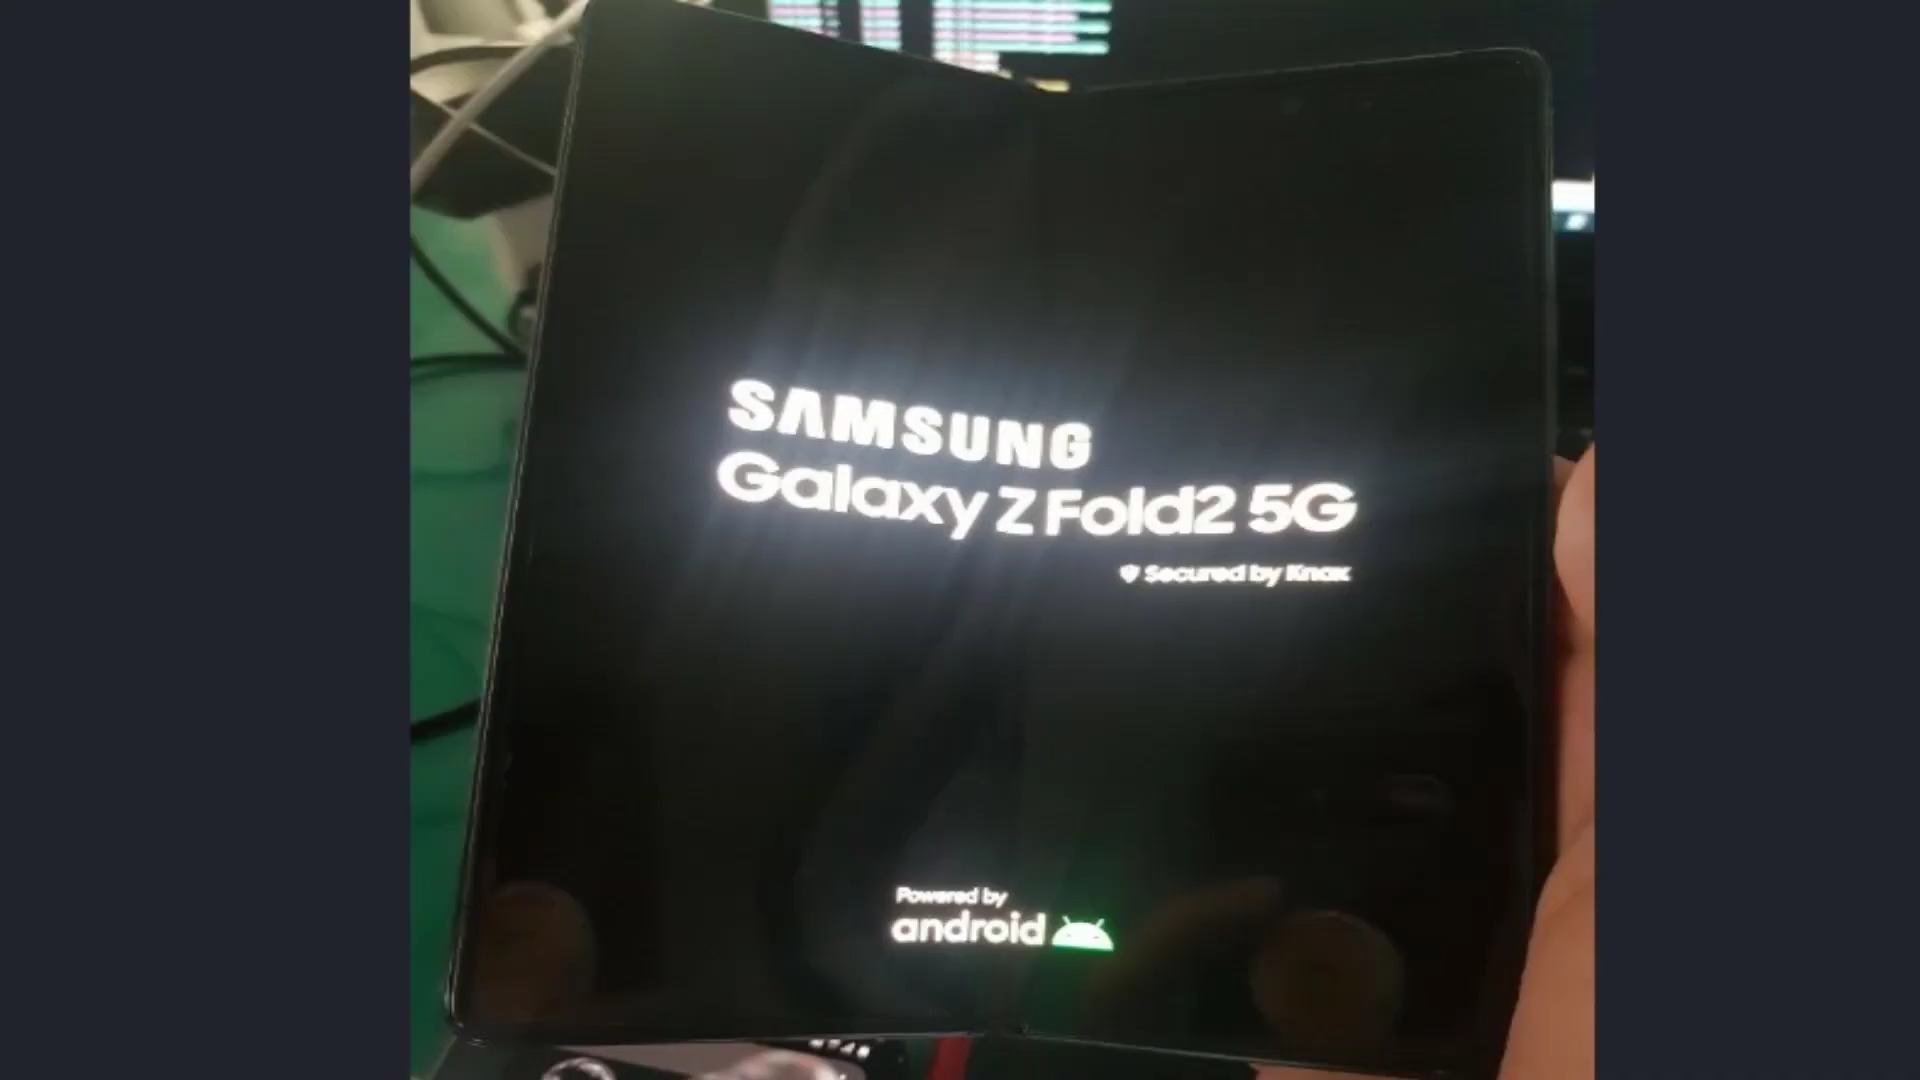 SAMSUNG
Galaxy Z Fold2 5G
Secured by Knox
Powered by
android